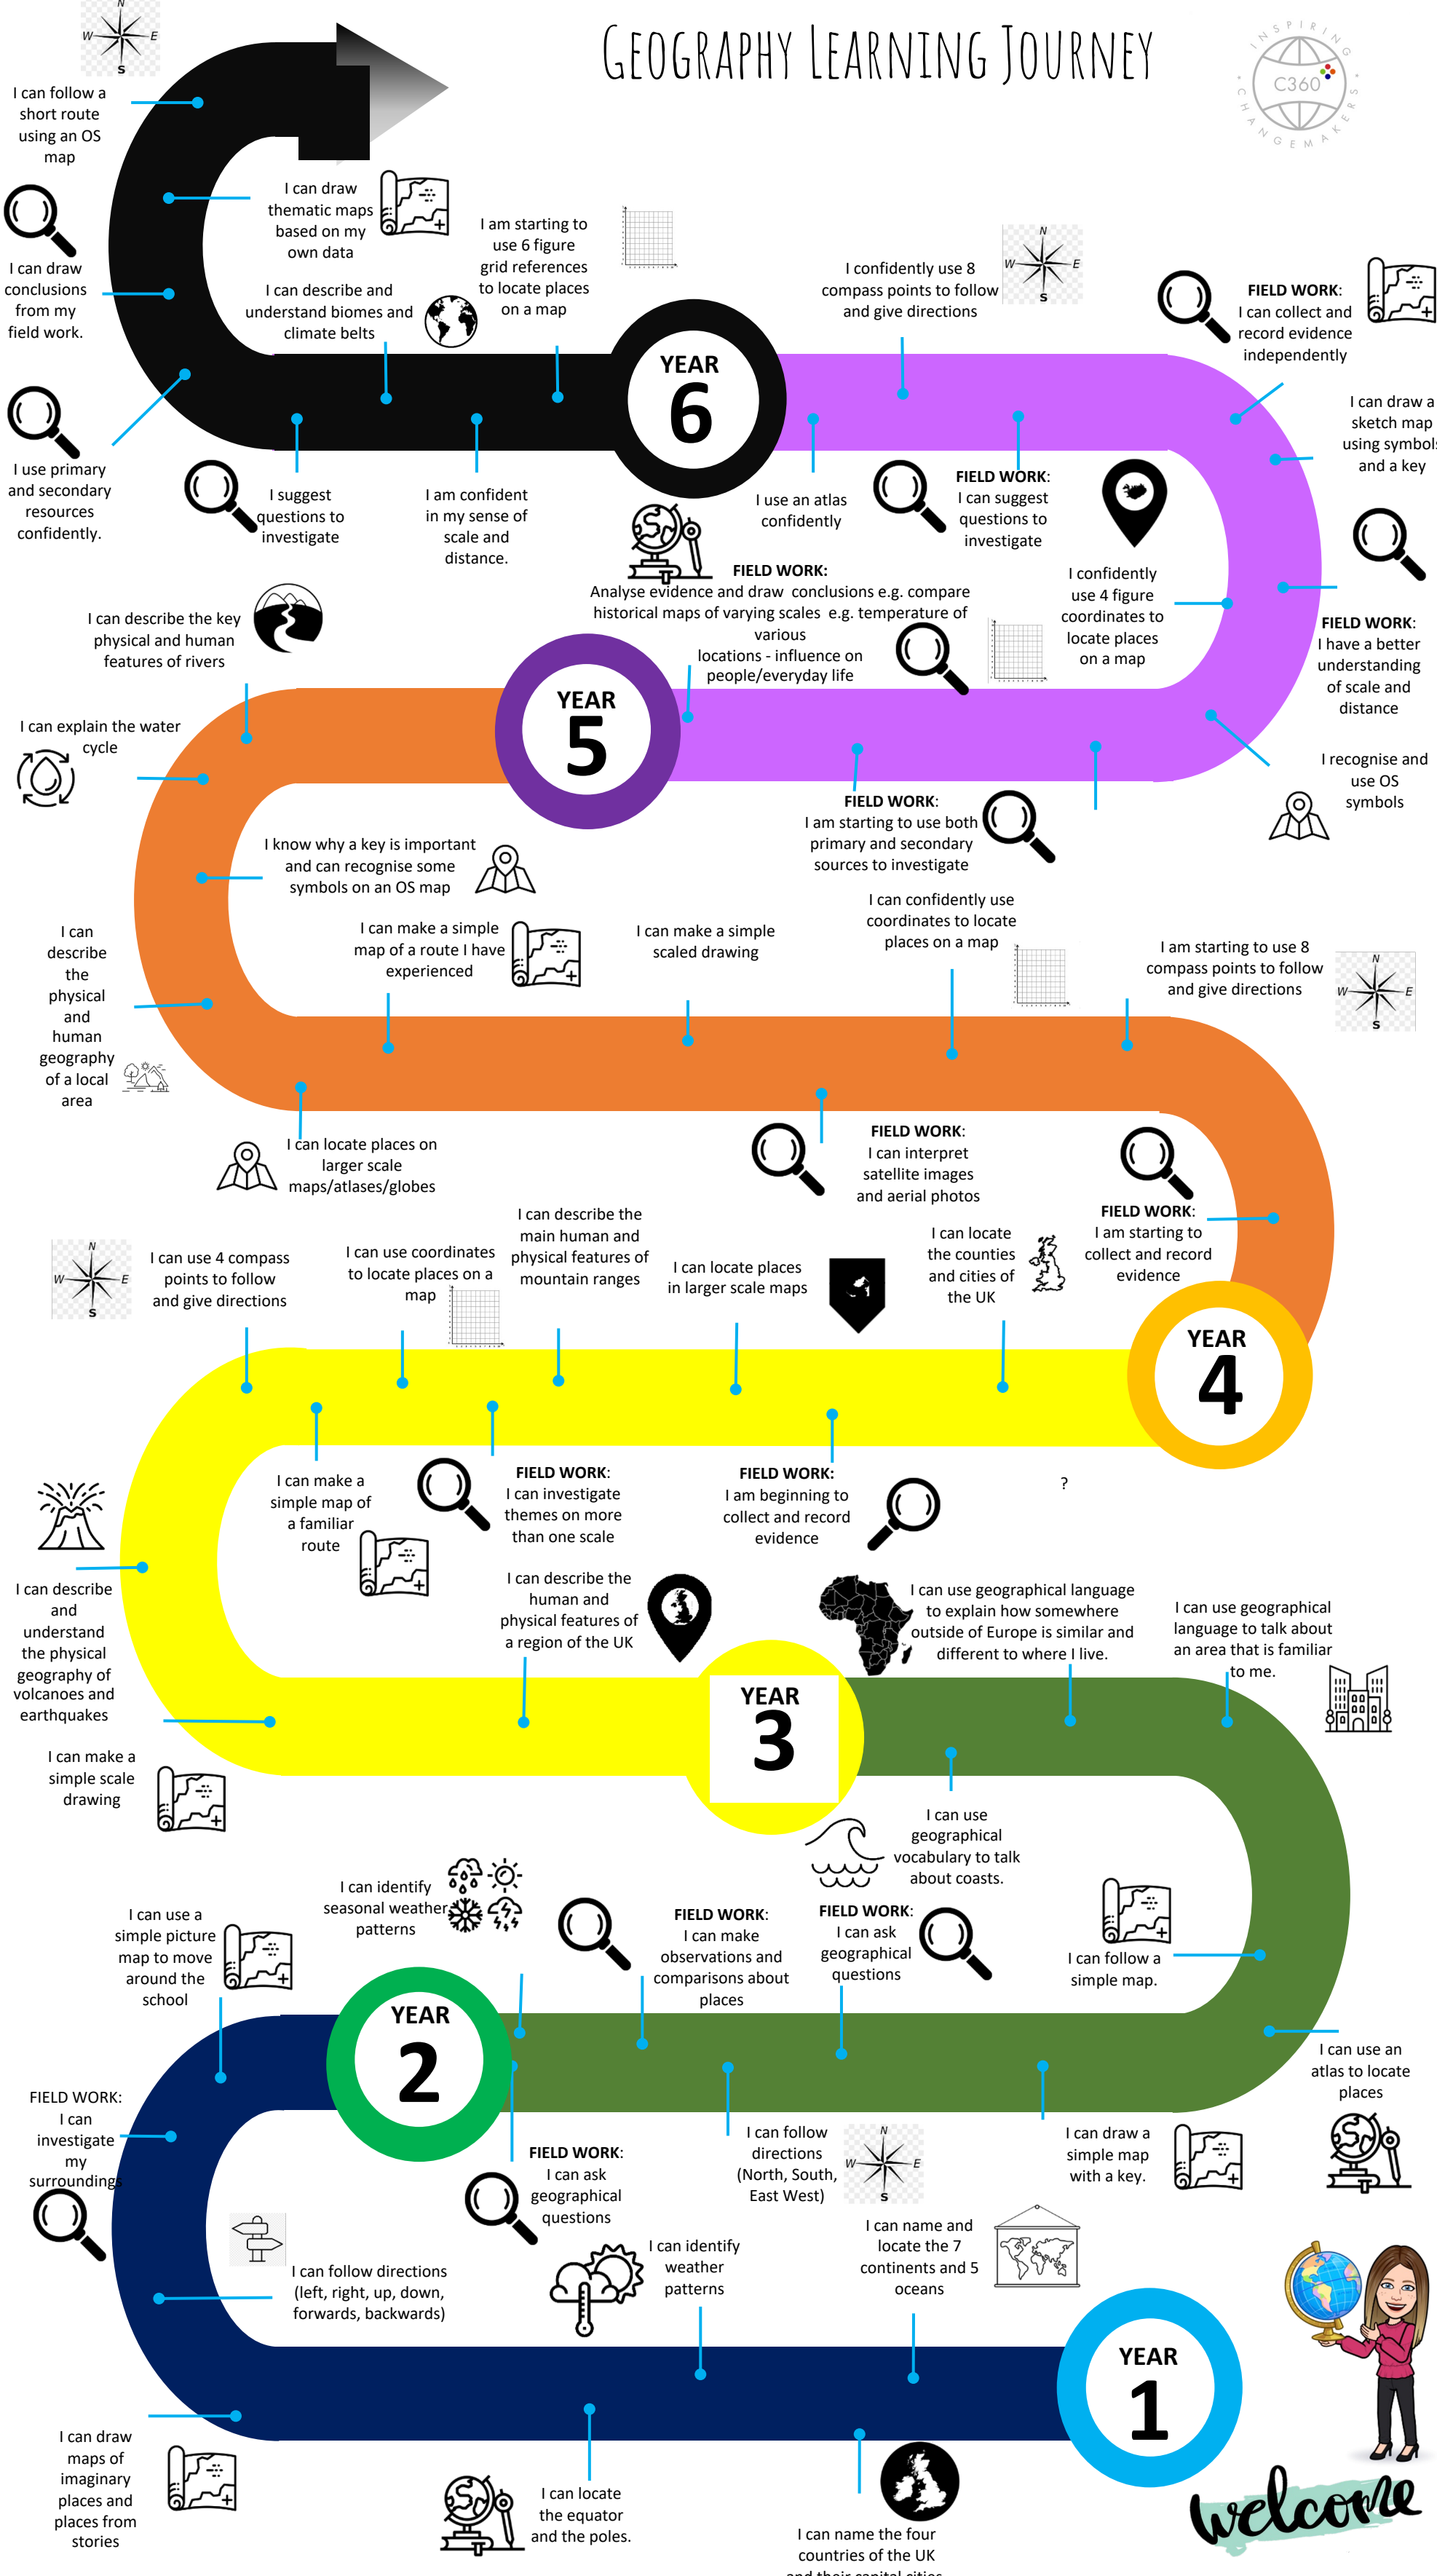 GEOGRAPHY LEARNING JOURNEY
INSPIRING
C360
CHANGEMAKERS
N
W
E
S
I can follow a
short route
using an OS
map
I can draw
thematic maps
based on my
own data
I am starting to
use 6 figure
grid references
to locate places
on a map
I can draw
conclusions
from my
field work.
I can describe and
understand biomes and
climate belts
I confidently use 8
compass points to follow
and give directions
N
W
E
S
FIELD WORK:
I can collect and
record evidence
independently
YEAR
6
I can draw a
sketch map
using symbols
and a key
I use primary
and secondary
resources
confidently.
I suggest
questions to
investigate
I am confident
in my sense of
scale and
distance.
I use an atlas
confidently
FIELD WORK:
I can suggest
questions to
investigate
I confidently
use 4 figure
coordinates to
locate places
on a map
FIELD WORK:
Analyse evidence and draw conclusions e.g. compare
historical maps of varying scales e.g. temperature of
various
locations - influence on
people/everyday life
FIELD WORK:
I have a better
understanding
of scale and
distance
I can describe the key
physical and human
features of rivers
YEAR
5
I can explain the water
cycle
I recognise and
use OS
symbols
FIELD WORK:
I am starting to use both
primary and secondary
sources to investigate
I know why a key is important
and can recognise some
symbols on an OS map
I can
describe
the
physical
and
human
geography
of a local
area
I can make a simple
map of a route I have
experienced
I can make a simple
scaled drawing
I can confidently use
coordinates to locate
places on a map
I am starting to use 8
compass points to follow
and give directions
N
W
E
S
I can locate places on
larger scale
maps/atlases/globes
FIELD WORK:
I can interpret
satellite images
and aerial photos
FIELD WORK:
I am starting to
collect and record
evidence
N
W
E
S
I can use 4 compass
points to follow
and give directions
I can use coordinates
to locate places on a
map
I can describe the
main human and
physical features of
mountain ranges
I can locate places
in larger scale maps
I can locate
the counties
and cities of
the UK
YEAR
4
I can make a
simple map of
a familiar
route
FIELD WORK:
I can investigate
themes on more
than one scale
FIELD WORK:
I am beginning to
collect and record
evidence
?
I can describe
and
understand
the physical
geography of
volcanoes and
earthquakes
I can describe the
human and
physical features of
a region of the UK
I can use geographical language
to explain how somewhere
outside of Europe is similar and
different to where I live.
I can use geographical
language to talk about
an area that is familiar
to me.
YEAR
3
I can make a
simple scale
drawing
I can use
geographical
vocabulary to talk
about coasts.
I can identify
seasonal weather
patterns
I can use a
simple picture
map to move
around the
school
FIELD WORK:
I can make
observations and
comparisons about
places
FIELD WORK:
I can ask
geographical
questions
I can follow a
simple map.
YEAR
2
I can use an
atlas to locate
places
FIELD WORK:
I can
investigate
my
surroundings
FIELD WORK:
I can ask
geographical
questions
I can follow
directions
(North, South,
East West)
N
W
E
S
I can draw a
simple map
with a key.
I can follow directions
(left, right, up, down,
forwards, backwards)
I can identify
weather
patterns
I can name and
locate the 7
continents and 5
oceans
YEAR
1
I can draw
maps of
imaginary
places and
places from
stories
I can locate
the equator
and the poles.
I can name the four
countries of the UK
and their capital cities
welcome